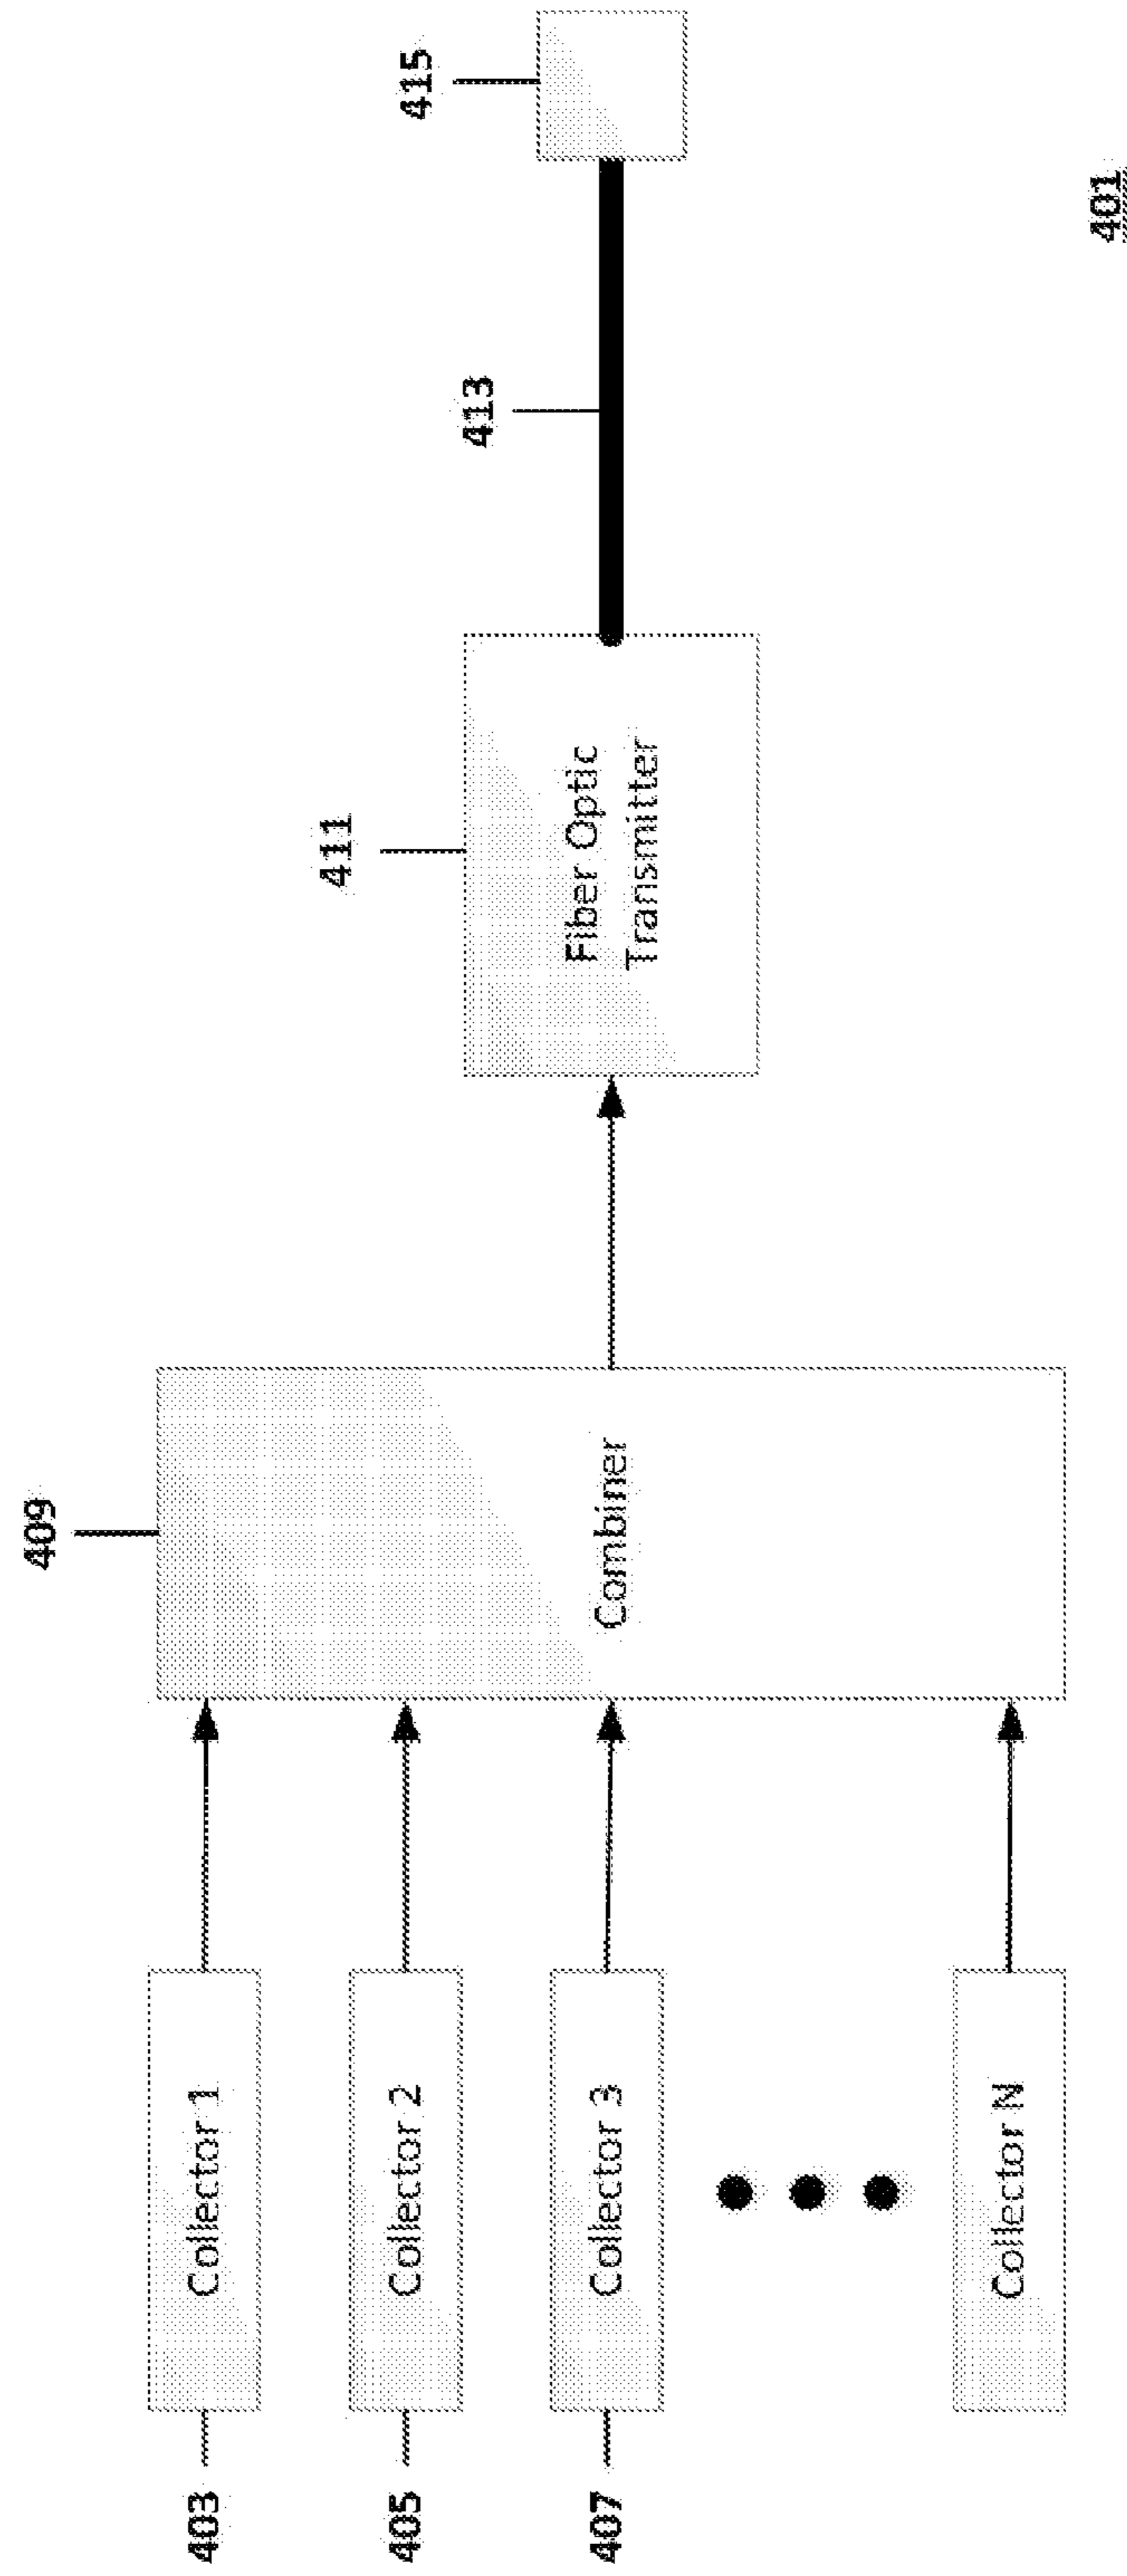 403
Collector 1
405
Collector 2
407
Collector 3
Collector N
409
Combiner
411
Fiber Optic
Transmitter
413
415
401